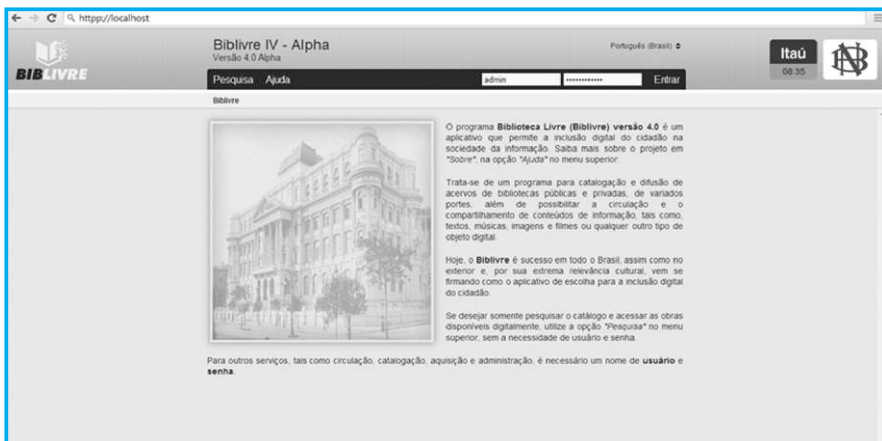 httpp://localhost
Biblivre IV - Alpha
Versão 4.0 Alpha
Português (Brasil)
BIBLIVRE
Itaú
06:35
Pesquisa Ajuda
admin
Entrar
Biblivre
O programa Biblioteca Livre (Biblivre) versão 4.0 é um
aplicativo que permite a inclusão digital do cidadão na
sociedade da informação. Saiba mais sobre o projeto em
"Sobre", na opção "Ajuda" no menu superior.
Trata-se de um programa para catalogação e difusão de
acervos de bibliotecas públicas e privadas, de variados
portes, além de possibilitar a circulação e o
compartilhamento de conteúdos de informação, tais como,
textos, músicas, imagens e filmes ou qualquer outro tipo de
objeto digital.
Hoje, o Biblivre é sucesso em todo o Brasil, assim como no
exterior e, por sua extrema relevância cultural, vem se
firmando como o aplicativo de escolha para a inclusão digital
do cidadão.
Se desejar somente pesquisar o catálogo e acessar as obras
disponíveis digitalmente, utilize a opção "Pesquisa" no menu
superior, sem a necessidade de usuário e senha.
Para outros serviços, tais como circulação, catalogação, aquisição e administração, é necessário um nome de usuário e
senha.